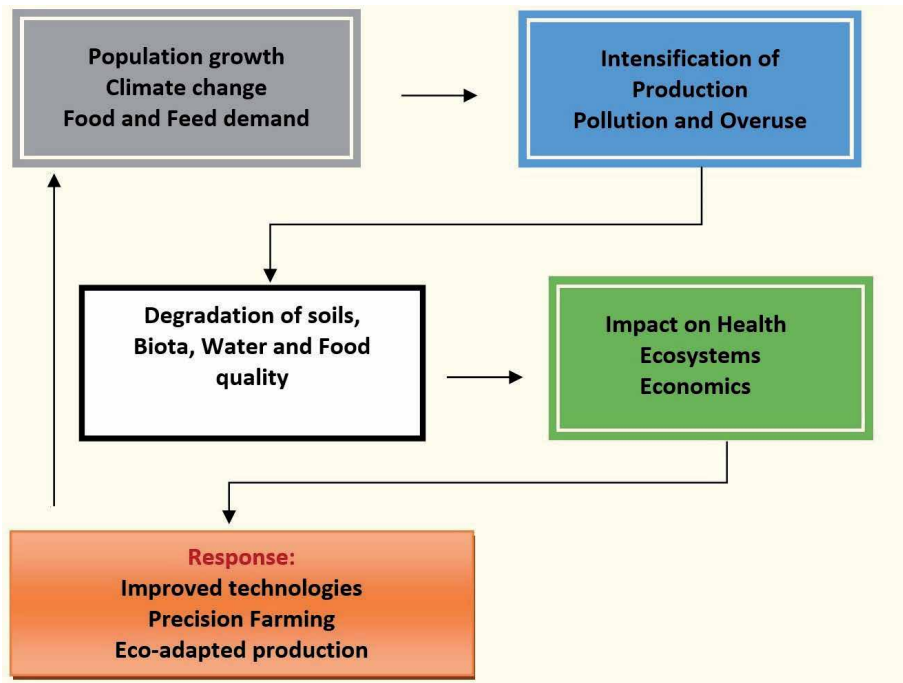 Population growth
Climate change
Food and Feed demand
Intensification of
Production
Pollution and Overuse
Degradation of soils,
Biota, Water and Food
quality
Impact on Health
Ecosystems
Economics
Response:
Improved technologies
Precision Farming
Eco-adapted production